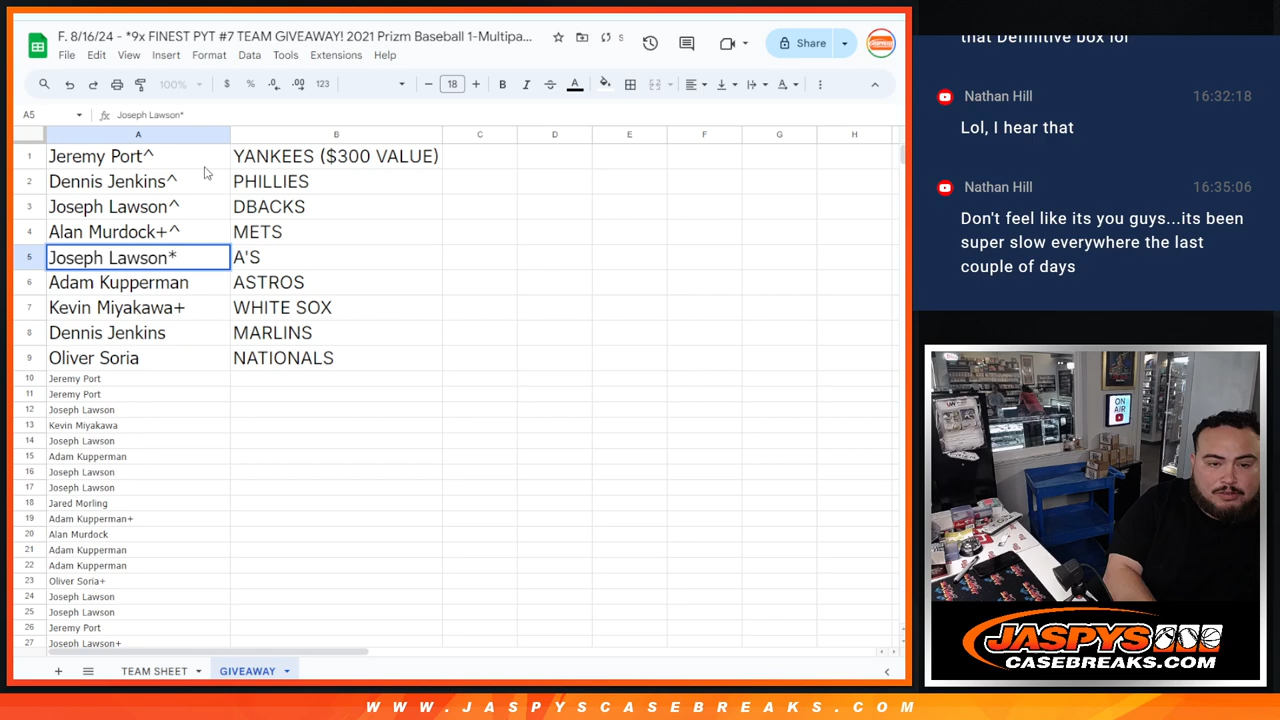 F. 8/16/24 - *9x FINEST PYT #7 TEAM GIVEAWAY! 2021 Prizm Baseball 1-Multipa...
S
Share
File Edit View Insert Format Data Tools Extensions Help
100% $ % .0 .00 123 18 B I A
A5 fx Joseph Lawson*
A B C D E F G H
1 Jeremy Port^ YANKEES ($300 VALUE)
2 Dennis Jenkins^ PHILLIES
3 Joseph Lawson^ DBACKS
4 Alan Murdock+^ METS
5 Joseph Lawson* A'S
6 Adam Kupperman ASTROS
7 Kevin Miyakawa+ WHITE SOX
8 Dennis Jenkins MARLINS
9 Oliver Soria NATIONALS
10 Jeremy Port
11 Jeremy Port
12 Joseph Lawson
13 Kevin Miyakawa
14 Joseph Lawson
15 Adam Kupperman
16 Joseph Lawson
17 Joseph Lawson
18 Jared Morling
19 Adam Kupperman+
20 Alan Murdock
21 Adam Kupperman
22 Adam Kupperman
23 Oliver Soria+
24 Joseph Lawson
25 Joseph Lawson
26 Jeremy Port
27 Joseph Lawson+
TEAM SHEET GIVEAWAY
that Definitive box lol
Nathan Hill 16:32:18
Lol, I hear that
Nathan Hill 16:35:06
Don't feel like its you guys...its been
super slow everywhere the last
couple of days
ON
AIR
JASPYS
CASEBREAKS.COM
WWW.JASPYSCASEBREAKS.COM